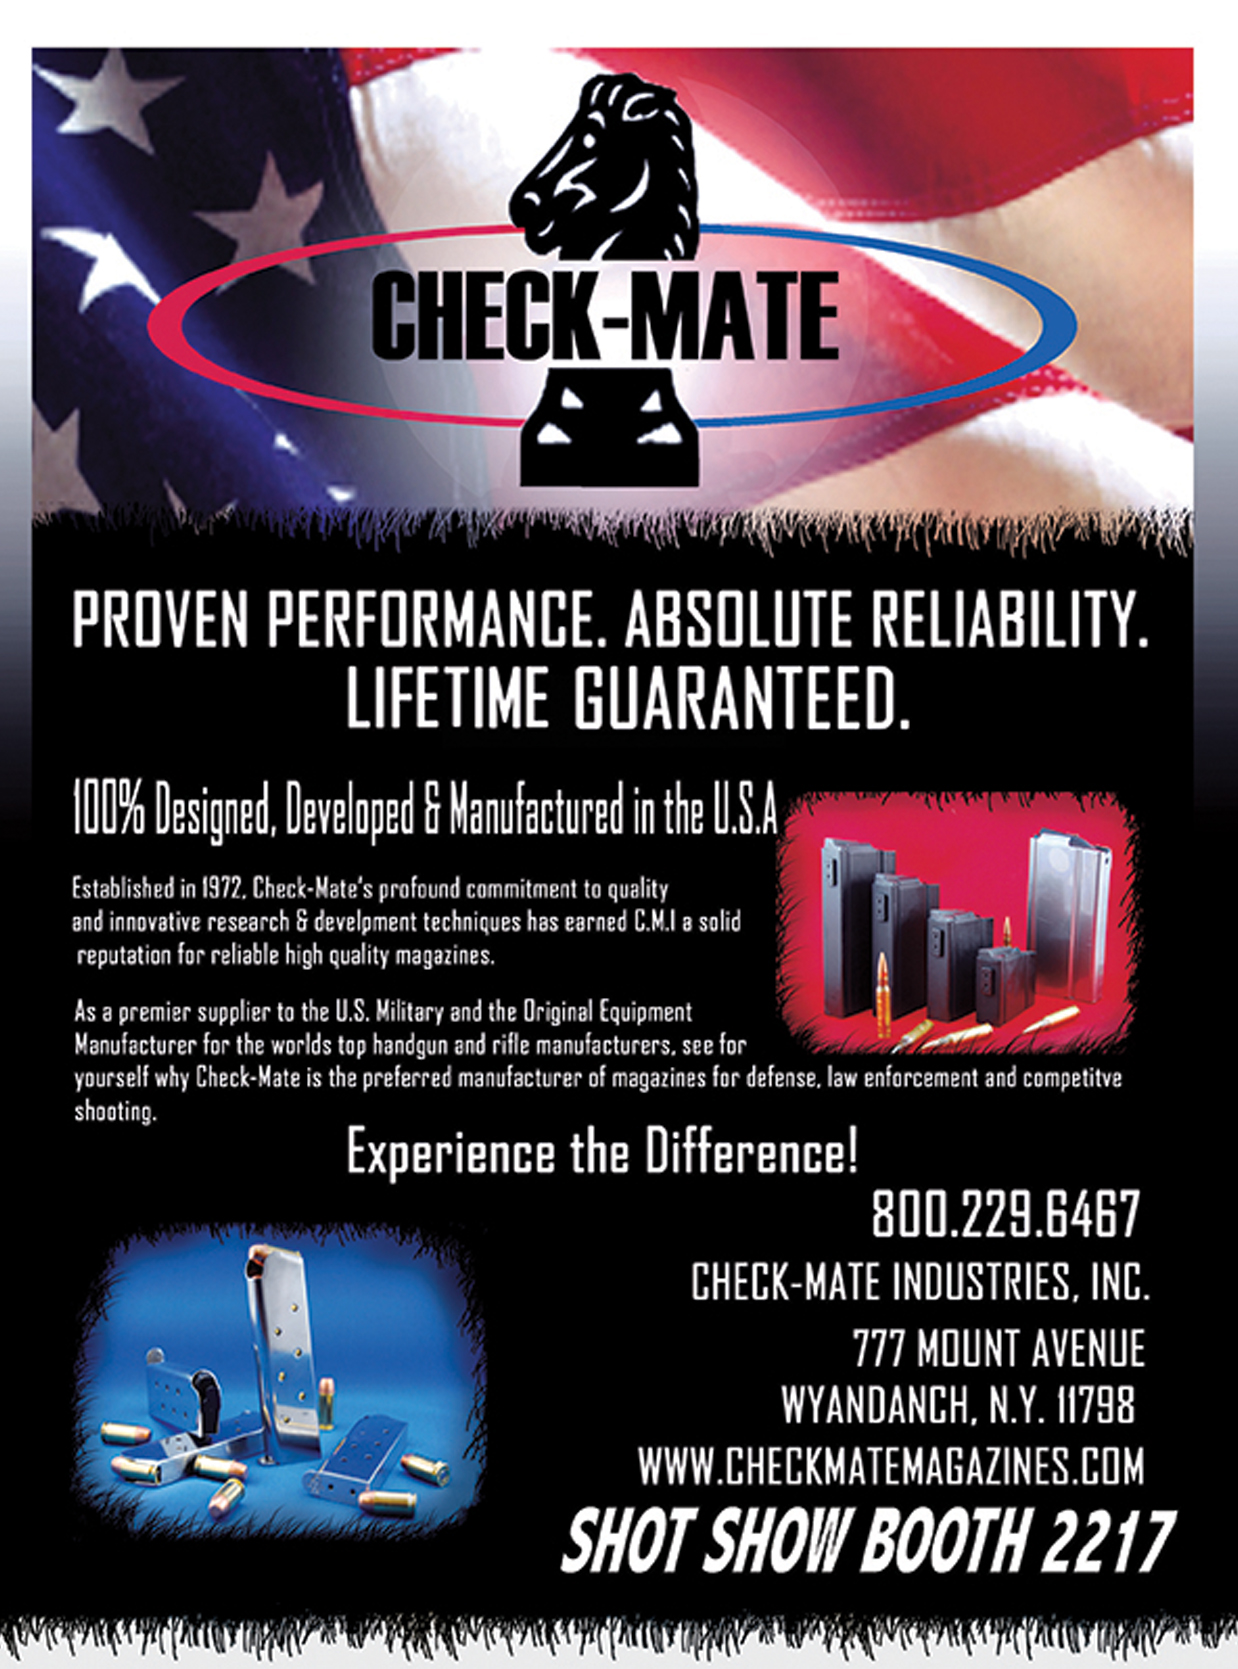 CHECK-MATE
PROVEN PERFORMANCE. ABSOLUTE RELIABILITY.
LIFETIME GUARANTEED.
100% Designed, Developed & Manufactured in the U.S.A
Established in 1972, Check-Mate's profound commitment to quality
and innovative research & develpment techniques has earned C.M.I a solid
reputation for reliable high quality magazines.
As a premier supplier to the U.S. Military and the Original Equipment
Manufacturer for the worlds top handgun and rifle manufacturers, see for
yourself why Check-Mate is the preferred manufacturer of magazines for defense, law enforcement and competitve
shooting.
Experience the Difference!
800.229.6467
CHECK-MATE INDUSTRIES, INC.
777 MOUNT AVENUE
WYANDANCH, N.Y. 11798
WWW.CHECKMATEMAGAZINES.COM
SHOT SHOW BOOTH 2217